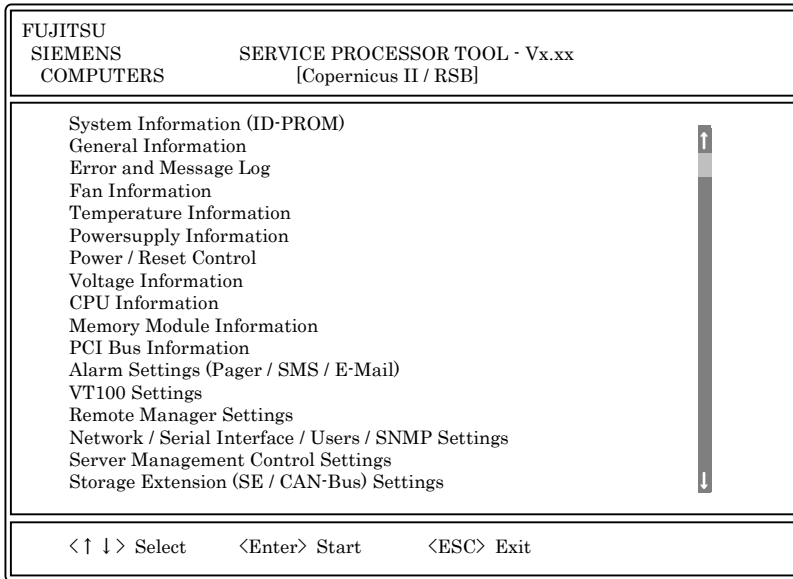 FUJITSU
SIEMENS SERVICE PROCESSOR TOOL - Vx.xx
COMPUTERS [Copernicus II / RSB]
System Information (ID-PROM)
General Information
Error and Message Log
Fan Information
Temperature Information
Powersupply Information
Power / Reset Control
Voltage Information
CPU Information
Memory Module Information
PCI Bus Information
Alarm Settings (Pager / SMS / E-Mail)
VT100 Settings
Remote Manager Settings
Network / Serial Interface / Users / SNMP Settings
Server Management Control Settings
Storage Extension (SE / CAN-Bus) Settings
<↑ ↓> Select <Enter> Start <ESC> Exit